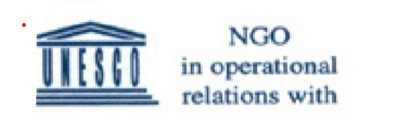 UNESCO
NGO
in operational
relations with